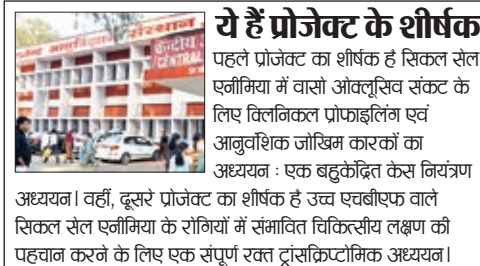 ये हैं प्रोजेक्ट के शीर्षक
पहले प्रोजेक्ट का शीर्षक है सिकल सेल
एनीमिया में वासो ओक्लूसिव संकट के
लिए क्लिनिकल प्रोफाइलिंग एवं
आनुवंशिक जोखिम कारकों का
अध्ययन : एक बहुकेंद्रित केस नियंत्रण
अध्ययन। वहीं, दूसरे प्रोजेक्ट का शीर्षक है उच्च एचबीएफ वाले
सिकल सेल एनीमिया के रोगियों में संभावित चिकित्सीय लक्षण की
पहचान करने के लिए एक संपूर्ण रक्त ट्रांसक्रिप्टोमिक अध्ययन।
संस्थान
केन्द्रीय
CENTRAL